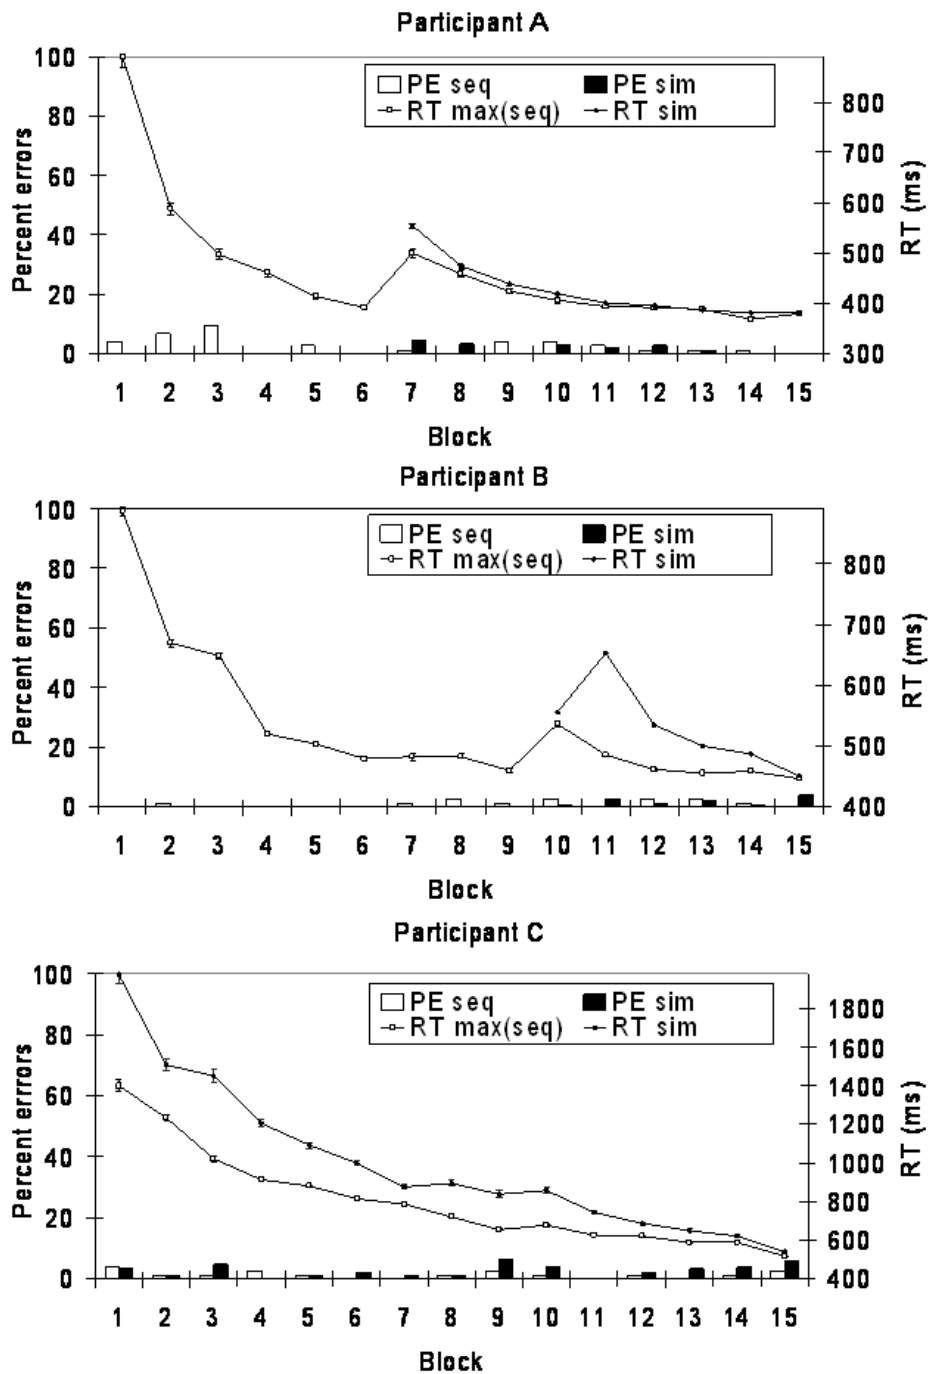 Participant A
PE seq PE sim
RT max(seq) RT sim
Percent errors
100
80
60
40
20
0
800
700
600
500
400
300
RT (ms)
1 2 3 4 5 6 7 8 9 10 11 12 13 14 15
Block
Participant B
PE seq PE sim
RT max(seq) RT sim
Percent errors
100
80
60
40
20
0
800
700
600
500
400
RT (ms)
1 2 3 4 5 6 7 8 9 10 11 12 13 14 15
Block
Participant C
PE seq PE sim
RT max(seq) RT sim
Percent errrors
100
80
60
40
20
0
1800
1600
1400
1200
1000
800
600
400
RT (ms)
1 2 3 4 5 6 7 8 9 10 11 12 13 14 15
Block